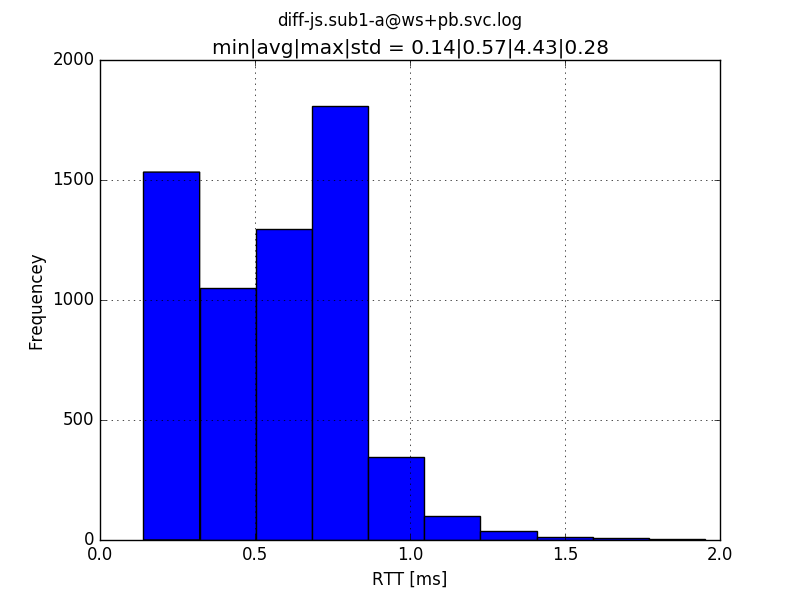 diff-js.sub1-a@ws+pb.svc.log
min|avg|max|std = 0.14|0.57|4.43|0.28
2000
1500
1000
500
0
Frequencey
0.0 0.5 1.0 1.5 2.0
RTT [ms]